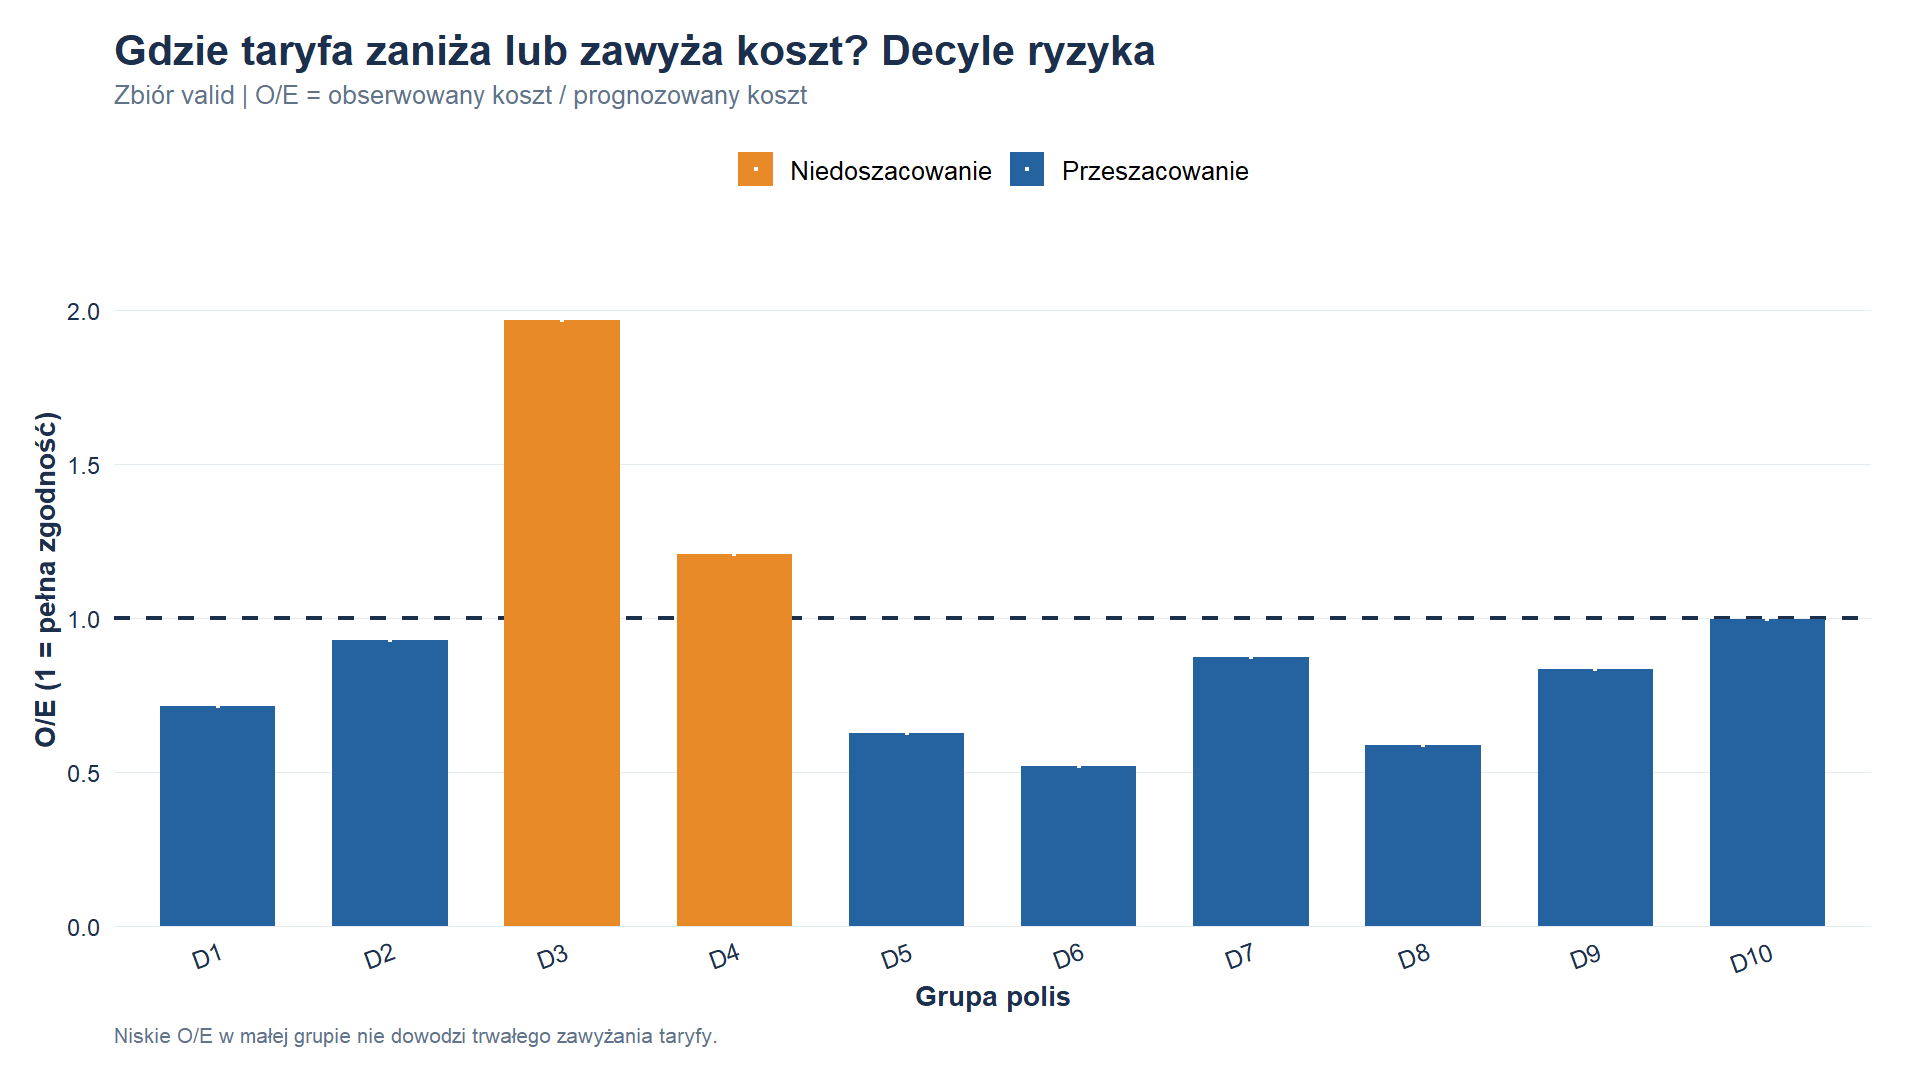 Gdzie taryfa zaniża lub zawyża koszt? Decyle ryzyka
Zbiór valid | O/E = obserwowany koszt / prognozowany koszt
Niedoszacowanie
Przeszacowanie
O/E (1 = pełna zgodność)
2.0
1.5
1.0
0.5
0.0
D1
D2
D3
D4
D5
D6
D7
D8
D9
D10
Grupa polis
Niskie O/E w małej grupie nie dowodzi trwałego zawyżania taryfy.